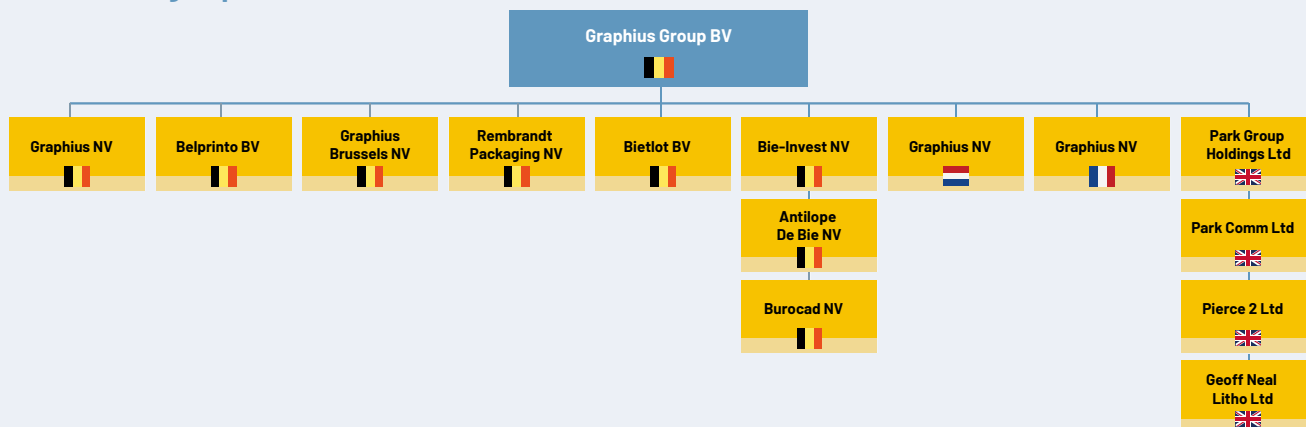 Graphius Group BV
Graphius NV
Belprinto BV
Graphius
Brussels NV
Rembrandt
Packaging NV
Bietlot BV
Bie-Invest NV
Graphius NV
Graphius NV
Park Group
Holdings Ltd
Antilope
De Bie NV
Park Comm Ltd
Burocad NV
Pierce 2 Ltd
Geoff Neal
Litho Ltd